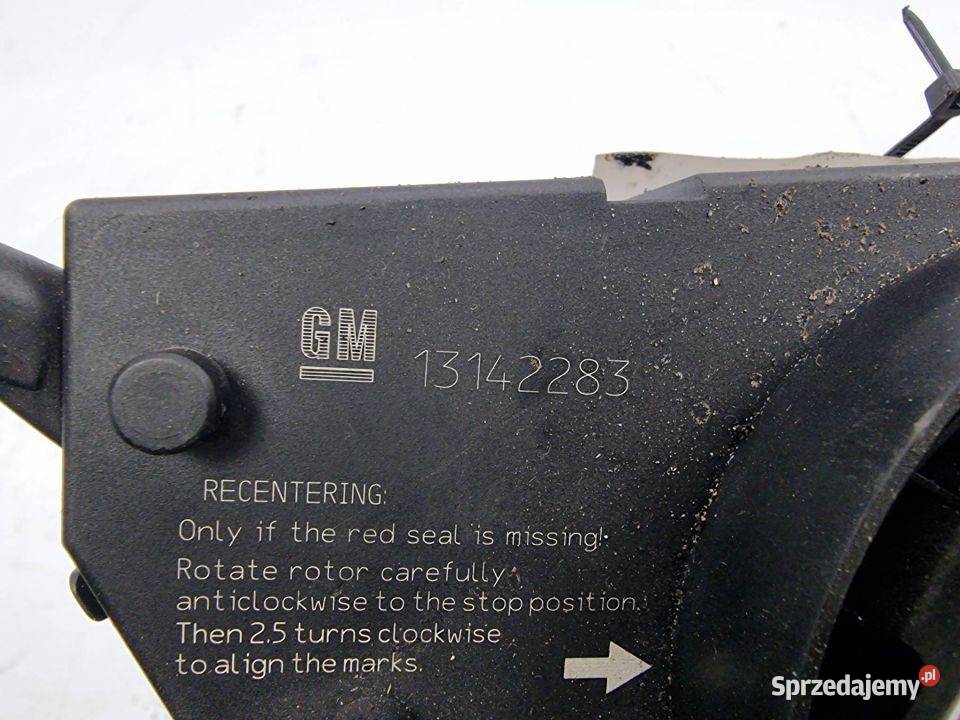 GM
13142283
RECENTERING:
Only if the red seal is missing!
Rotate rotor carefully
anticlockwise to the stop position.
Then 2.5 turns clockwise
to align the marks.
Sprzedajemy.pl